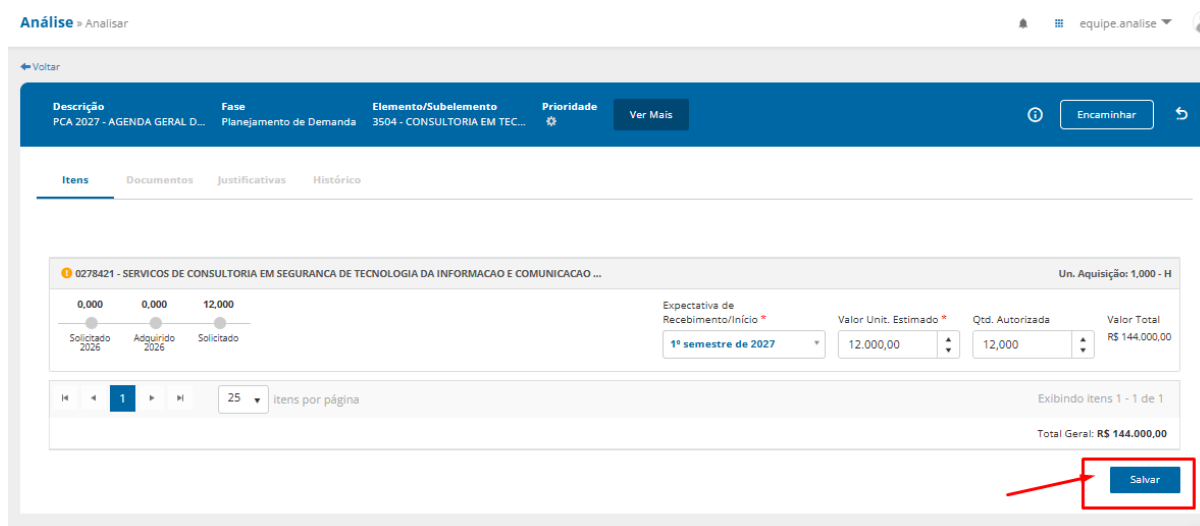 Análise » Analisar
equipe.analise
Voltar
Descrição Fase Elemento/Subelemento Prioridade
PCA 2027 - AGENDA GERAL D... Planejamento de Demanda 3504 - CONSULTORIA EM TEC...
Ver Mais
Encaminhar
Itens Documentos Justificativas Histórico
0278421 - SERVICOS DE CONSULTORIA EM SEGURANCA DE TECNOLOGIA DA INFORMACAO E COMUNICACAO ...
Un. Aquisição: 1,000 - H
0,000 0,000 12,000
Solicitado 2026
Adquirido 2026
Solicitado
Expectativa de
Recebimento/Início *
1º semestre de 2027
Valor Unit. Estimado *
12.000,00
Qtd. Autorizada
12,000
Valor Total
R$ 144.000,00
1
25 itens por página
Exibindo itens 1 - 1 de 1
Total Geral: R$ 144.000,00
Salvar